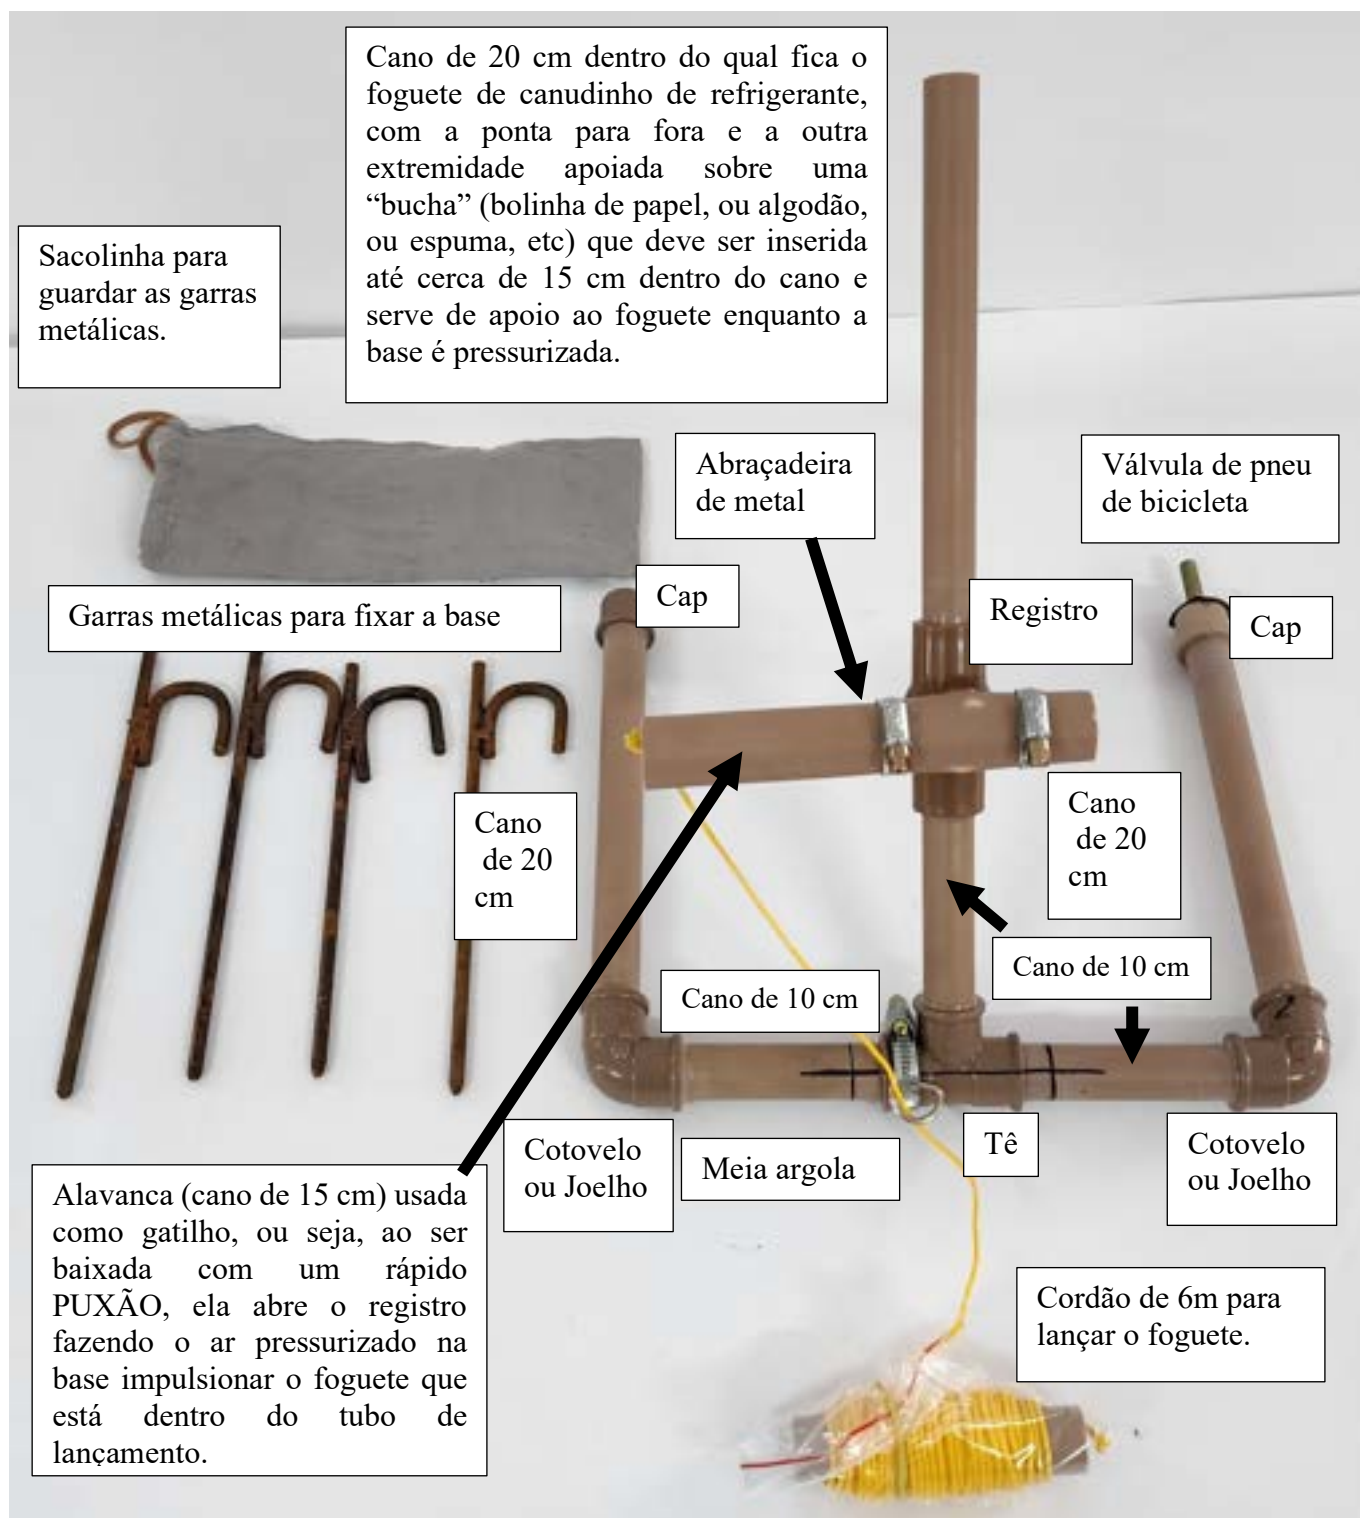 Cano de 20 cm dentro do qual fica o
foguete de canudinho de refrigerante,
com a ponta para fora e a outra
extremidade apoiada sobre uma
“bucha” (bolinha de papel, ou algodão,
ou espuma, etc) que deve ser inserida
até cerca de 15 cm dentro do cano e
serve de apoio ao foguete enquanto a
base é pressurizada.
Sacolinha para
guardar as garras
metálicas.
Abraçadeira
de metal
Válvula de pneu
de bicicleta
Garras metálicas para fixar a base
Cap
Registro
Cap
Cano
de 20
cm
Cano
de 20
cm
Cano de 10 cm
Cano de 10 cm
Cotovelo
ou Joelho
Meia argola
Tê
Cotovelo
ou Joelho
Alavanca (cano de 15 cm) usada
como gatilho, ou seja, ao ser
baixada com um rápido
PUXÃO, ela abre o registro
fazendo o ar pressurizado na
base impulsionar o foguete que
está dentro do tubo de
lançamento.
Cordão de 6m para
lançar o foguete.